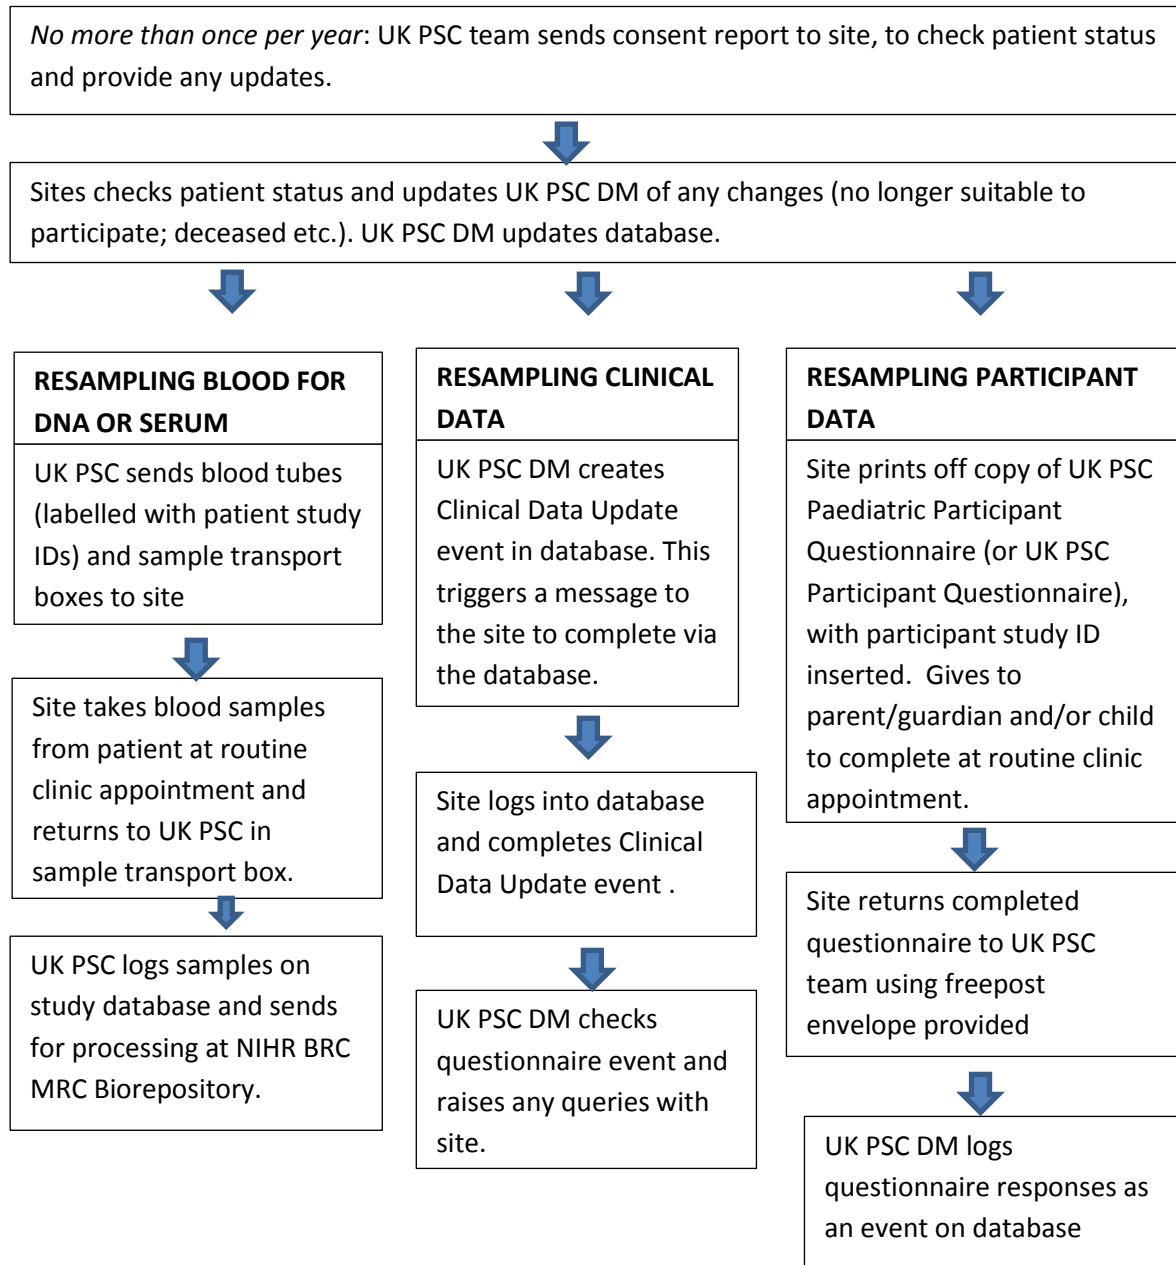 No more than once per year: UK PSC team sends consent report to site, to check patient status
and provide any updates.
Sites checks patient status and updates UK PSC DM of any changes (no longer suitable to
participate; deceased etc.). UK PSC DM updates database.
RESAMPLING BLOOD FOR
DNA OR SERUM
UK PSC sends blood tubes
(labelled with patient study
IDs) and sample transport
boxes to site
Site takes blood samples
from patient at routine
clinic appointment and
returns to UK PSC in
sample transport box.
UK PSC logs samples on
study database and sends
for processing at NIHR BRC
MRC Biorepository.
RESAMPLING CLINICAL
DATA
UK PSC DM creates
Clinical Data Update
event in database. This
triggers a message to
the site to complete via
the database.
Site logs into database
and completes Clinical
Data Update event .
UK PSC DM checks
questionnaire event and
raises any queries with
site.
RESAMPLING PARTICIPANT
DATA
Site prints off copy of UK PSC
Paediatric Participant
Questionnaire (or UK PSC
Participant Questionnaire),
with participant study ID
inserted.  Gives to
parent/guardian and/or child
to complete at routine clinic
appointment.
Site returns completed
questionnaire to UK PSC
team using freepost
envelope provided
UK PSC DM logs
questionnaire responses as
an event on database